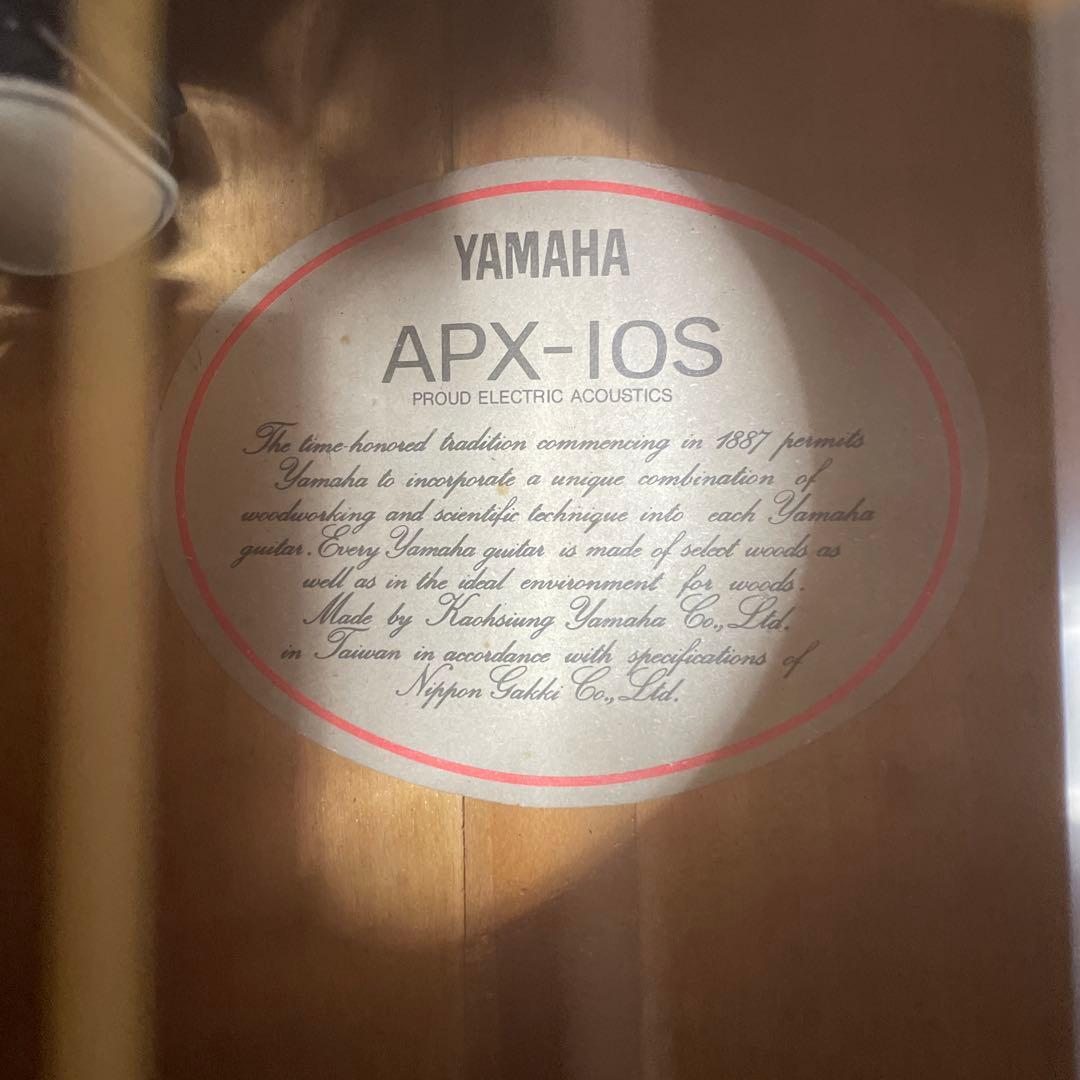 YAMAHA
APX-10S
PROUD ELECTRIC ACOUSTICS
The time-honored tradition commencing in 1887 permits
Yamaha to incorporate a unique combination of
woodworking and scientific technique into each Yamaha
guitar. Every Yamaha guitar is made of select woods as
well as in the ideal environment for woods.
Made by Kaohsiung Yamaha Co., Ltd.
in Taiwan in accordance with specifications of
Nippon Gakki Co., Ltd.